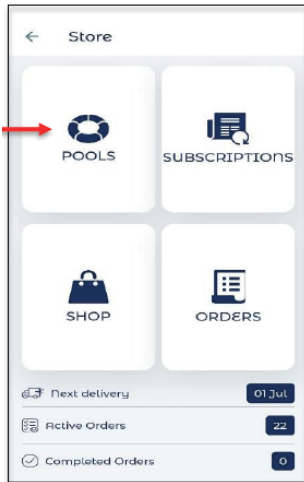 Store
POOLS
SUBSCRIPTIONS
SHOP
ORDERS
Next delivery
01 Jul
Active Orders
22
Completed Orders
0